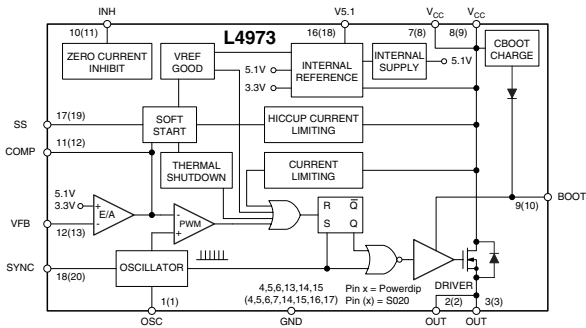 INH
V5.1
VCC
VCC
10(11)
L4973
16(18)
7(8)
8(9)
ZERO CURRENT
INHIBIT
VREF
GOOD
INTERNAL
REFERENCE
5.1V
3.3V
INTERNAL
SUPPLY
5.1V
CBOOT
CHARGE
SS
17(19)
SOFT
START
HICCUP CURRENT
LIMITING
COMP
11(12)
THERMAL
SHUTDOWN
CURRENT
LIMITING
5.1V
3.3V
+
E/A
-
VFB
12(13)
-
PWM
+
R
Q
S
Q
BOOT
9(10)
SYNC
18(20)
OSCILLATOR
DRIVER
4,5,6,13,14,15
(4,5,6,7,14,15,16,17)
Pin x = Powerdip
Pin (x) = S020
1(1)
2(2)
3(3)
OSC
GND
OUT
OUT